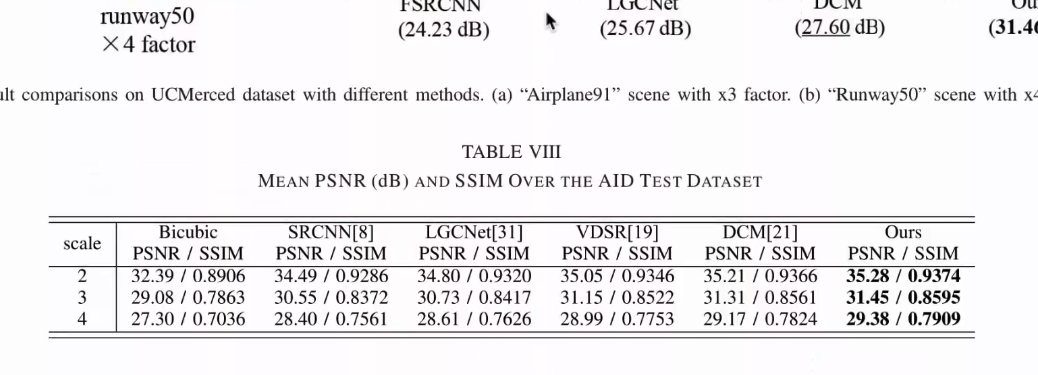 runway50
×4 factor
FSRCNN
(24.23 dB)
LGCNet
(25.67 dB)
DCM
(27.60 dB)
comparisons on UCMerced dataset with different methods. (a) “Airplane91” scene with x3 factor. (b) “Runway50” scene with
TABLE VIII
MEAN PSNR (dB) AND SSIM OVER THE AID TEST DATASET
scale Bicubic SRCNN[8] LGCNet[31] VDSR[19] DCM[21] Ours
PSNR / SSIM PSNR / SSIM PSNR / SSIM PSNR / SSIM PSNR / SSIM PSNR / SSIM
2 32.39 / 0.8906 34.49 / 0.9286 34.80 / 0.9320 35.05 / 0.9346 35.21 / 0.9366 35.28 / 0.9374
3 29.08 / 0.7863 30.55 / 0.8372 30.73 / 0.8417 31.15 / 0.8522 31.31 / 0.8561 31.45 / 0.8595
4 27.30 / 0.7036 28.40 / 0.7561 28.61 / 0.7626 28.99 / 0.7753 29.17 / 0.7824 29.38 / 0.7909